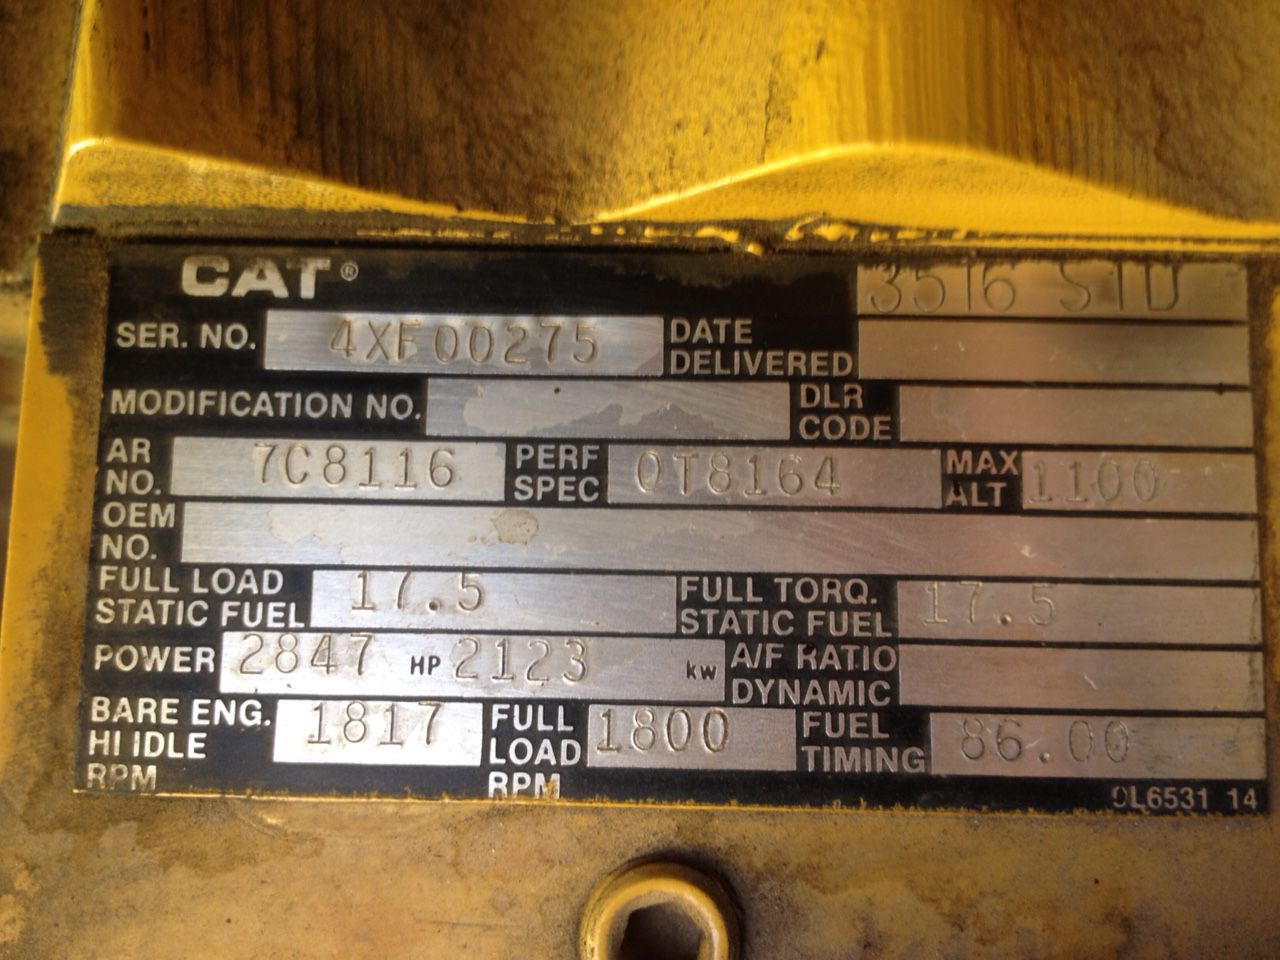 CAT® 3516 STD
SER. NO. 4XF00275 DATE DELIVERED
MODIFICATION NO. DLR CODE
AR NO. 7C8116 PERF SPEC 0T8164 MAX ALT 1100
OEM NO.
FULL LOAD STATIC FUEL 17.5 FULL TORQ. STATIC FUEL 17.5
POWER 2847 HP 2123 kw A/F RATIO DYNAMIC
BARE ENG. HI IDLE RPM 1817 FULL LOAD RPM 1800 FUEL TIMING 86.00
0L6531 14